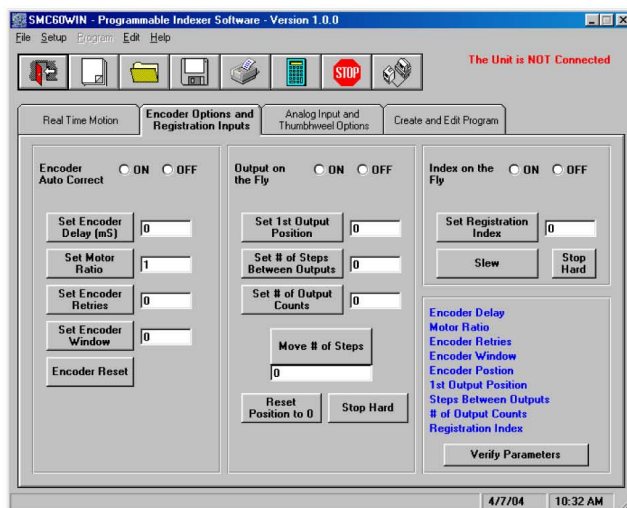 SMC60WIN - Programmable Indexer Software - Version 1.0.0
File Setup Program Edit Help
STOP
The Unit is NOT Connected
Real Time Motion
Encoder Options and
Registration Inputs
Analog Input and
Thumbhweel Options
Create and Edit Program
Encoder
Auto Correct
ON OFF
Set Encoder
Delay (mS)
0
Set Motor
Ratio
1
Set Encoder
Retries
0
Set Encoder
Window
0
Encoder Reset
Output on
the Fly
ON OFF
Set 1st Output
Position
0
Set # of Steps
Between Outputs
0
Set # of Output
Counts
0
Move # of Steps
0
Reset
Position to 0
Stop Hard
Index on the
Fly
ON OFF
Set Registration
Index
0
Slew
Stop
Hard
Encoder Delay
Motor Ratio
Encoder Retries
Encoder Window
Encoder Postion
1st Output Position
Steps Between Outputs
# of Output Counts
Registration Index
Verify Parameters
4/7/04 10:32 AM